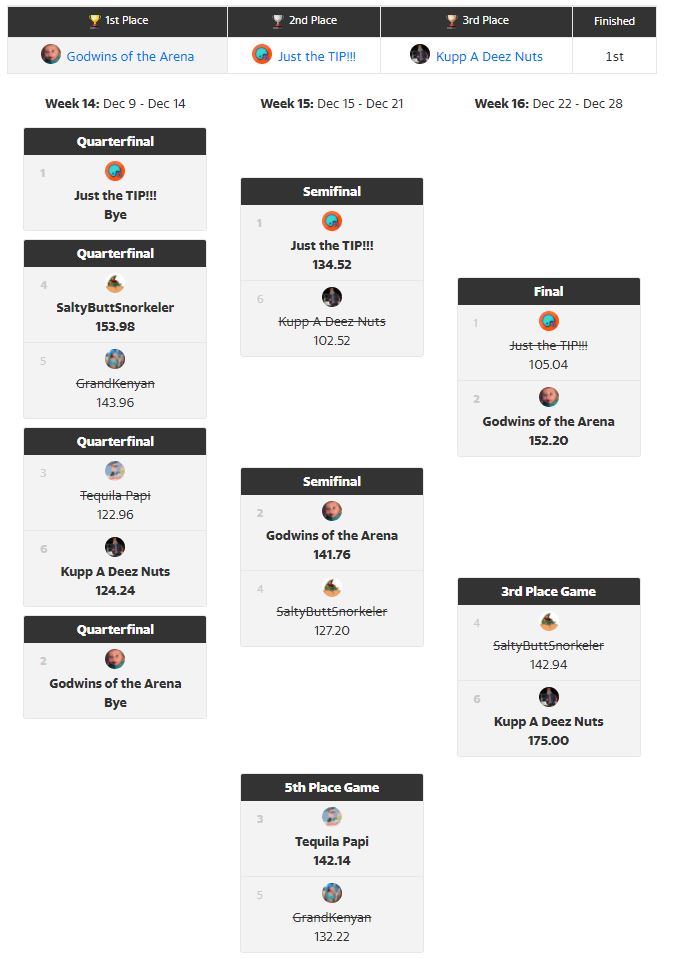 1st Place 2nd Place 3rd Place Finished
Godwins of the Arena Just the TIP!!! Kupp A Deez Nuts 1st
Week 14: Dec 9 - Dec 14 Week 15: Dec 15 - Dec 21 Week 16: Dec 22 - Dec 28
Quarterfinal
1
Just the TIP!!!
Bye
Quarterfinal
4
SaltyButtSnorkeler
153.98
5
GrandKenyan
143.96
Quarterfinal
3
Tequila Papi
122.96
6
Kupp A Deez Nuts
124.24
Quarterfinal
2
Godwins of the Arena
Bye
Semifinal
1
Just the TIP!!!
134.52
6
Kupp A Deez Nuts
102.52
Semifinal
2
Godwins of the Arena
141.76
4
SaltyButtSnorkeler
127.20
5th Place Game
3
Tequila Papi
142.14
5
GrandKenyan
132.22
Final
1
Just the TIP!!!
105.04
2
Godwins of the Arena
152.20
3rd Place Game
4
SaltyButtSnorkeler
142.94
6
Kupp A Deez Nuts
175.00